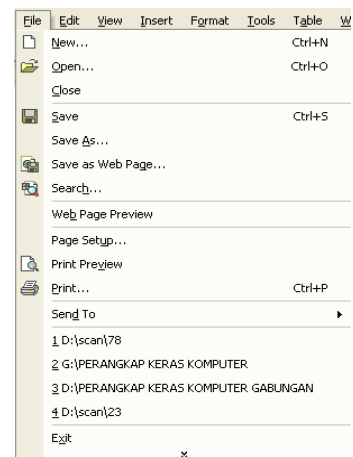 File Edit View Insert Format Tools Table W
New... Ctrl+N
Open... Ctrl+O
Close
Save Ctrl+S
Save As...
Save as Web Page...
Search...
Web Page Preview
Page Setup...
Print Preview
Print... Ctrl+P
Send To
1 D:\scan\78
2 G:\PERANGKAP KERAS KOMPUTER
3 D:\PERANGKAP KERAS KOMPUTER GABUNGAN
4 D:\scan\23
Exit